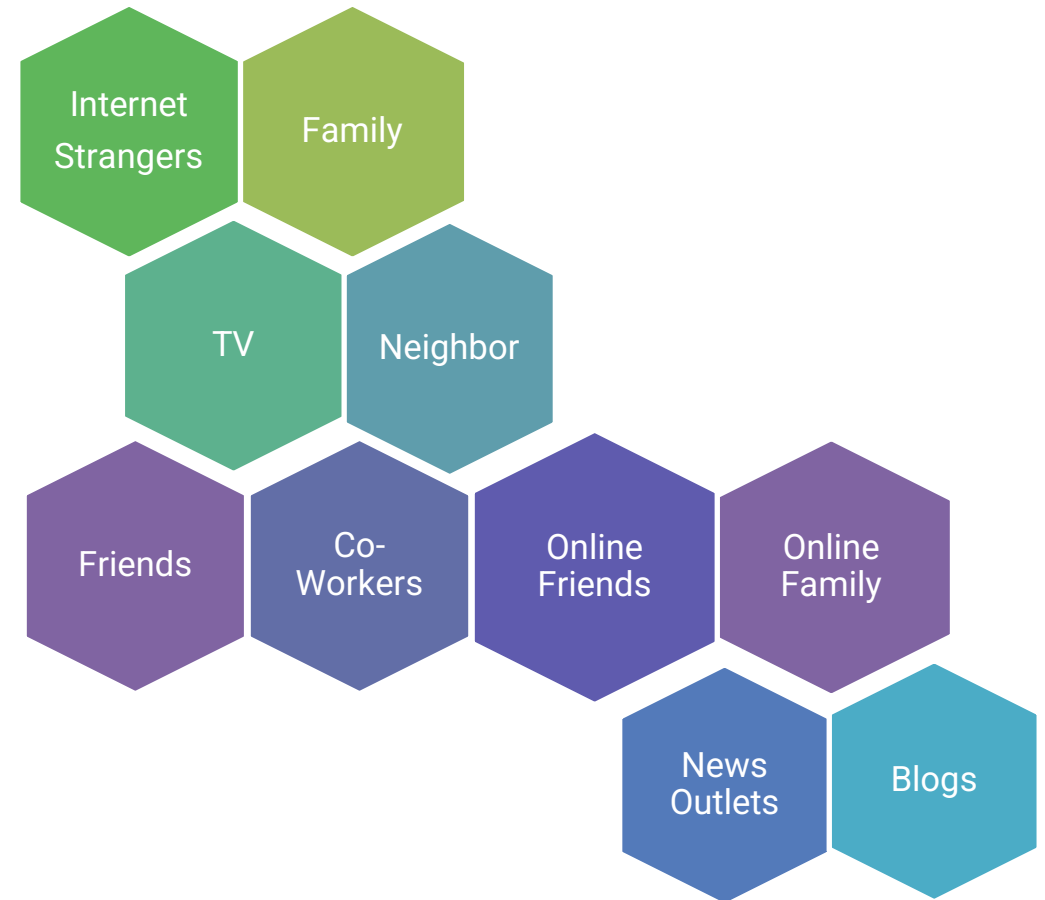 Internet
Strangers
Family
TV
Neighbor
Friends
Co-
Workers
Online
Friends
Online
Family
News
Outlets
Blogs